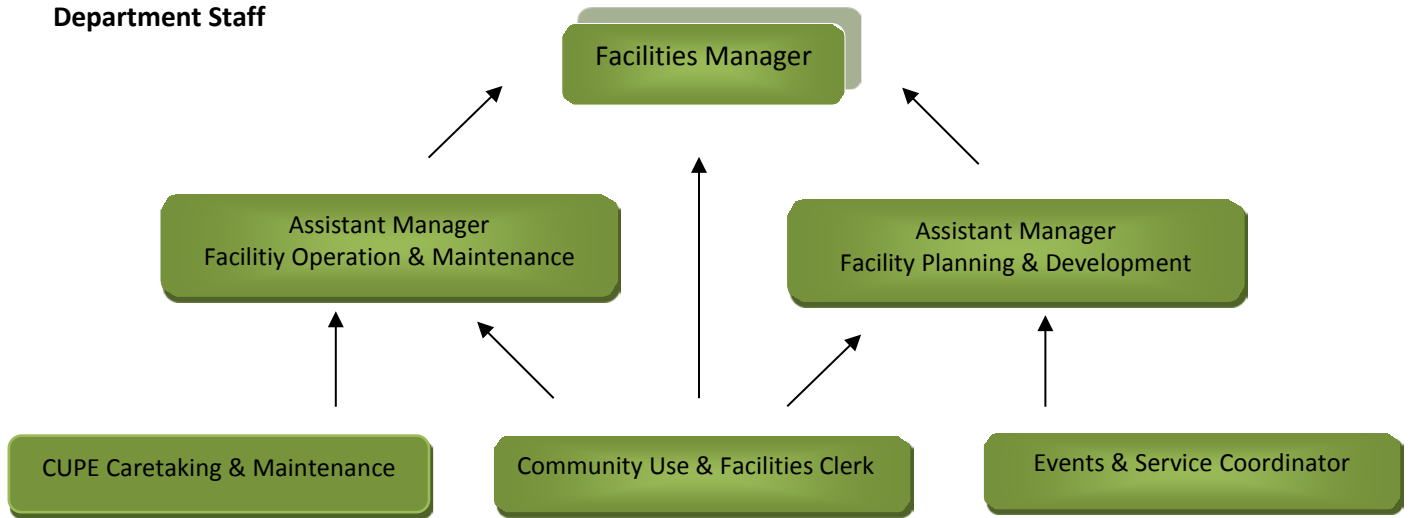 Department Staff
Facilities Manager
Assistant Manager
Facilitiy Operation & Maintenance
Assistant Manager
Facility Planning & Development
CUPE Caretaking & Maintenance
Community Use & Facilities Clerk
Events & Service Coordinator